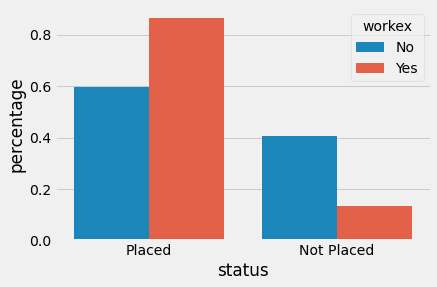 workex
No
Yes
percentage
0.8
0.6
0.4
0.2
0.0
Placed
Not Placed
status